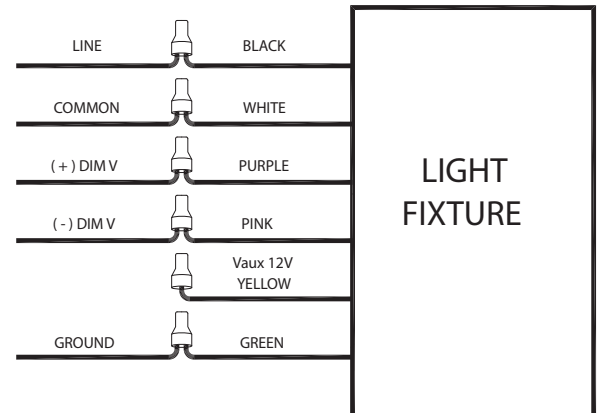 LINE BLACK
COMMON WHITE
( + ) DIM V PURPLE
( - ) DIM V PINK
Vaux 12V
YELLOW
GROUND GREEN
LIGHT
FIXTURE